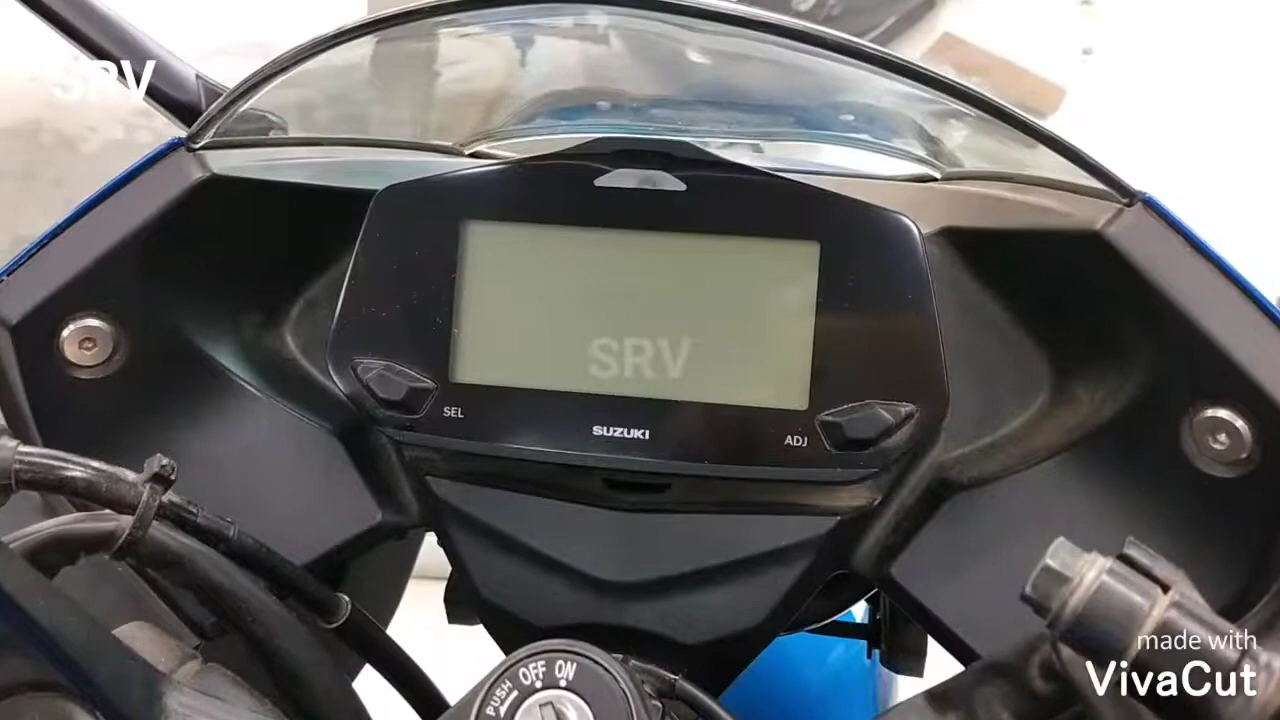 SRV
SRV
SEL
SUZUKI
ADJ
PUSH OFF ON
made with
VivaCut